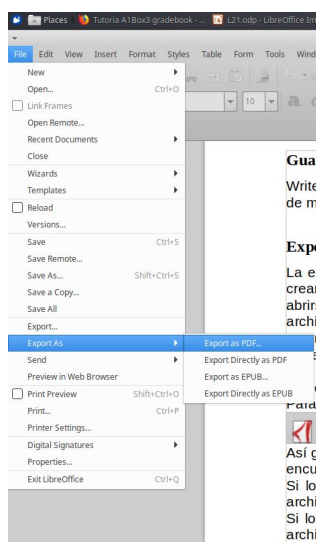 Places
Tutoria A1Box3 gradebook - ...
L21.odp - LibreOffice Im
File Edit View Insert Format Styles Table Form Tools Wind
New
Open... Ctrl+O
Link Frames
Open Remote...
Recent Documents
Close
Wizards
Templates
Reload
Versions...
Save Ctrl+S
Save Remote...
Save As... Shift+Ctrl+S
Save a Copy...
Save All
Export...
Export As
Send
Preview in Web Browser
Print Preview Shift+Ctrl+O
Print... Ctrl+P
Printer Settings...
Digital Signatures
Properties...
Exit LibreOffice Ctrl+Q
Export as PDF...
Export Directly as PDF
Export as EPUB...
Export Directly as EPUB
10
a
Gua
Write
de m
Expo
La e
crear
abrirs
archi
Para
Así g
encu
Si lo
archi
Si lo
archi